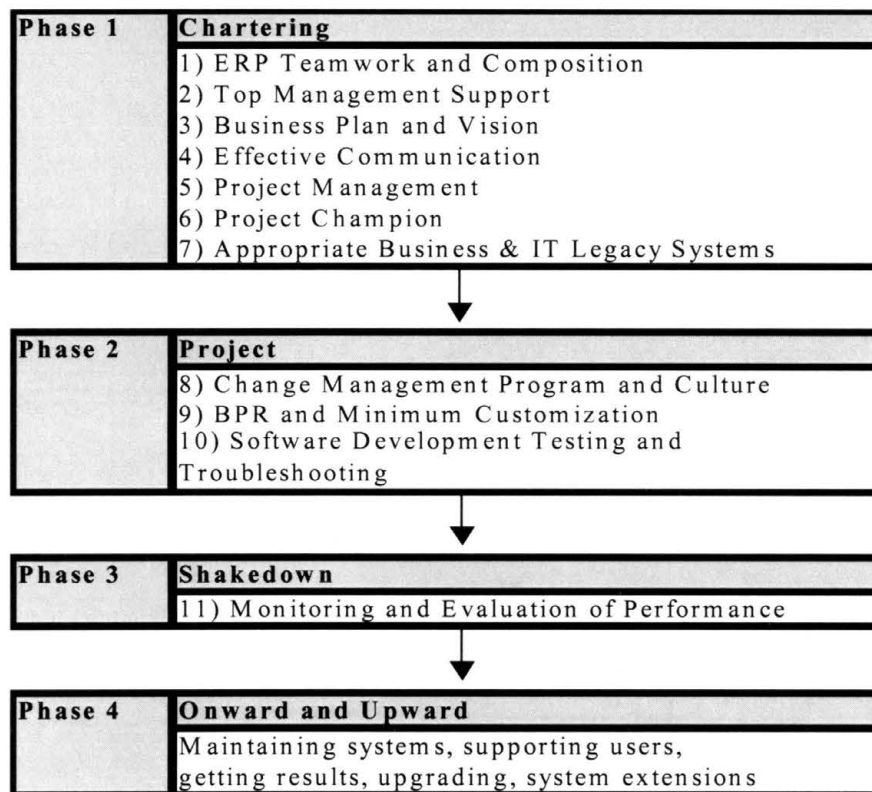 Phase 1 Chartering
1) ERP Teamwork and Composition
2) Top Management Support
3) Business Plan and Vision
4) Effective Communication
5) Project Management
6) Project Champion
7) Appropriate Business & IT Legacy Systems
Phase 2 Project
8) Change Management Program and Culture
9) BPR and Minimum Customization
10) Software Development Testing and
Troubleshooting
Phase 3 Shakedown
11) Monitoring and Evaluation of Performance
Phase 4 Onward and Upward
Maintaining systems, supporting users,
getting results, upgrading, system extensions